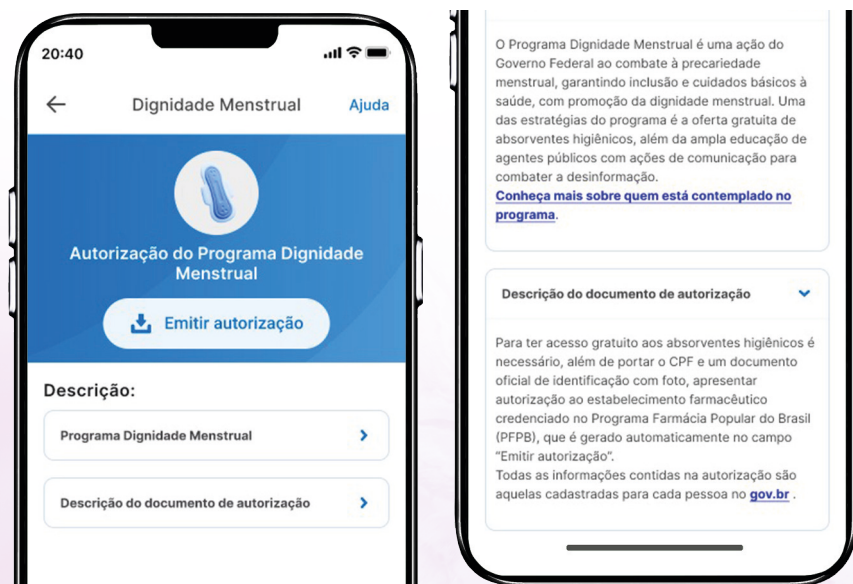 20:40
Dignidade Menstrual
Ajuda
Autorização do Programa Dignidade
Menstrual
Emitir autorização
Descrição:
Programa Dignidade Menstrual
Descrição do documento de autorização
O Programa Dignidade Menstrual é uma ação do
Governo Federal ao combate à precariedade
menstrual, garantindo inclusão e cuidados básicos à
saúde, com promoção da dignidade menstrual. Uma
das estratégias do programa é a oferta gratuita de
absorventes higiênicos, além da ampla educação de
agentes públicos com ações de comunicação para
combater a desinformação.
Conheça mais sobre quem está contemplado no
programa.
Descrição do documento de autorização
Para ter acesso gratuito aos absorventes higiênicos é
necessário, além de portar o CPF e um documento
oficial de identificação com foto, apresentar
autorização ao estabelecimento farmacêutico
credenciado no Programa Farmácia Popular do Brasil
(PFPB), que é gerado automaticamente no campo
“Emitir autorização”.
Todas as informações contidas na autorização são
aquelas cadastradas para cada pessoa no gov.br .